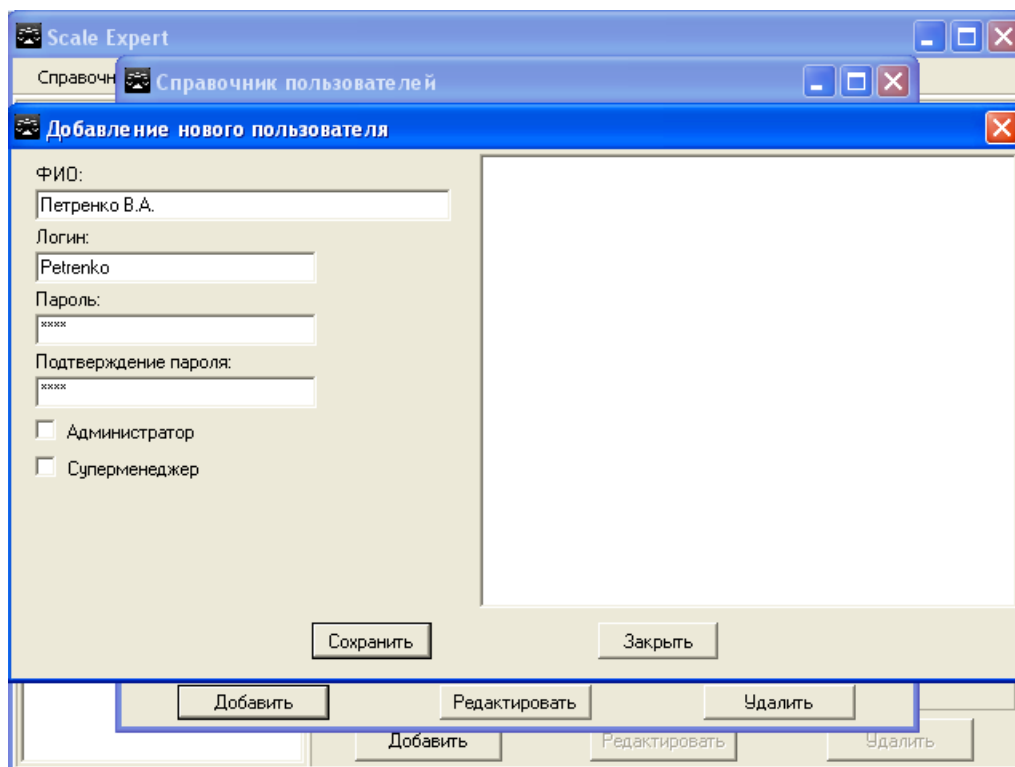 Scale Expert
Справочн
Справочник пользователей
Добавление нового пользователя
ФИО:
Петренко В.А.
Логин:
Petrenko
Пароль:
****
Подтверждение пароля:
****
Администратор
Суперменеджер
Сохранить Закрыть
Добавить Редактировать Удалить
Добавить Редактировать Удалить